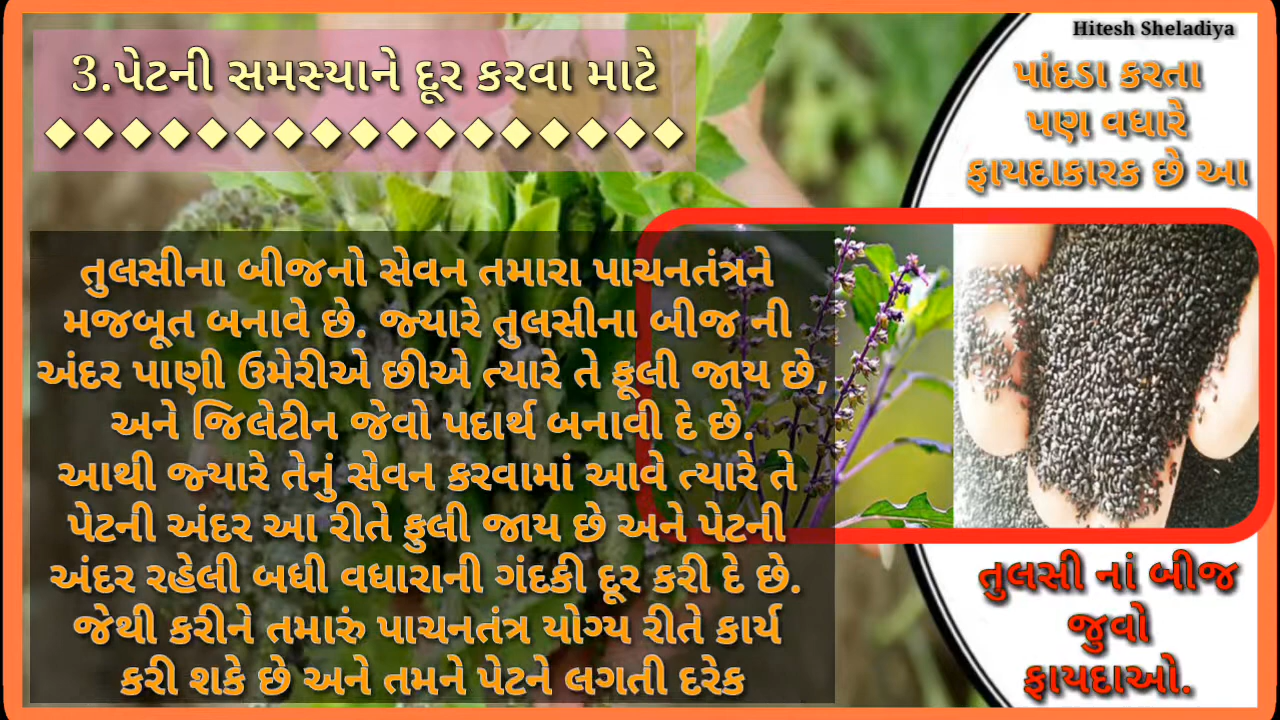 Hitesh Sheladiya
3.પેટની સમસ્યાને દૂર કરવા માટે
તુલસીના બીજનો સેવન તમારા પાચનતંત્રને
મજબૂત બનાવે છે. જ્યારે તુલસીના બીજ ની
અંદર પાણી ઉમેરીએ છીએ ત્યારે તે ફૂલી જાય છે,
અને જિલેટીન જેવો પદાર્થ બનાવી દે છે.
આથી જ્યારે તેનું સેવન કરવામાં આવે ત્યારે તે
પેટની અંદર આ રીતે ફુલી જાય છે અને પેટની
અંદર રહેલી બધી વધારાની ગંદકી દૂર કરી દે છે.
જેથી કરીને તમારું પાચનતંત્ર યોગ્ય રીતે કાર્ય
કરી શકે છે અને તમને પેટને લગતી દરેક
પાંદડા કરતા
પણ વધારે
ફાયદાકારક છે આ
તુલસી નાં બીજ
જુવો
ફાયદાઓ.